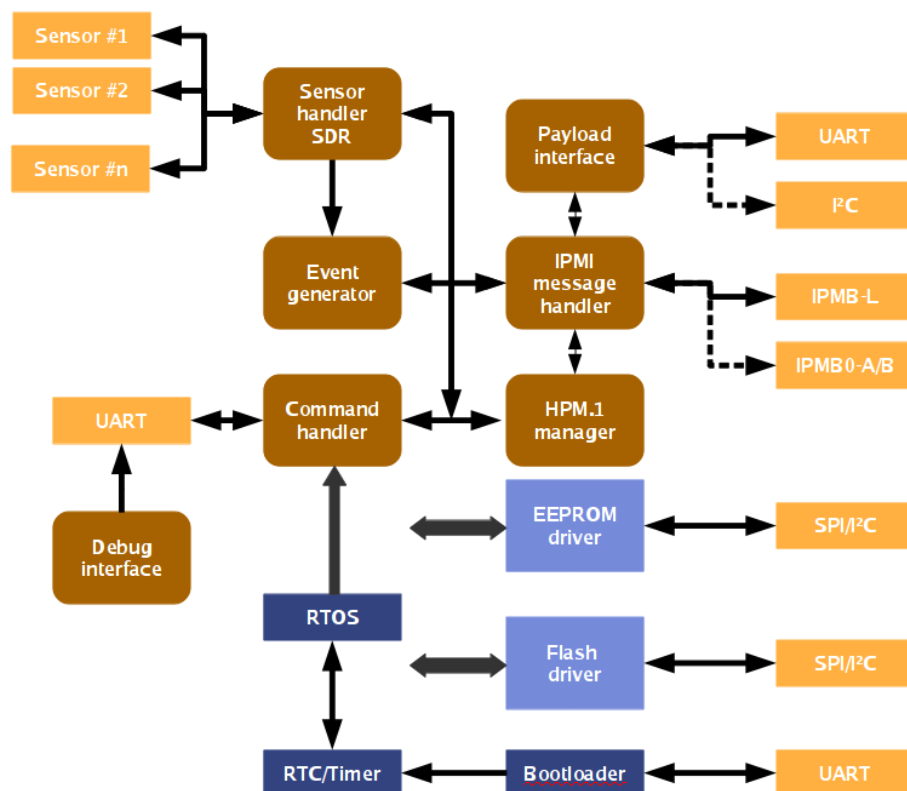 Sensor #1
Sensor #2
Sensor #n
Sensor
handler
SDR
Payload
interface
UART
I²C
Event
generator
IPMI
message
handler
IPMB-L
IPMB0-A/B
UART
Command
handler
HPM.1
manager
Debug
interface
EEPROM
driver
SPI/I²C
RTOS
Flash
driver
SPI/I²C
RTC/Timer
Bootloader
UART